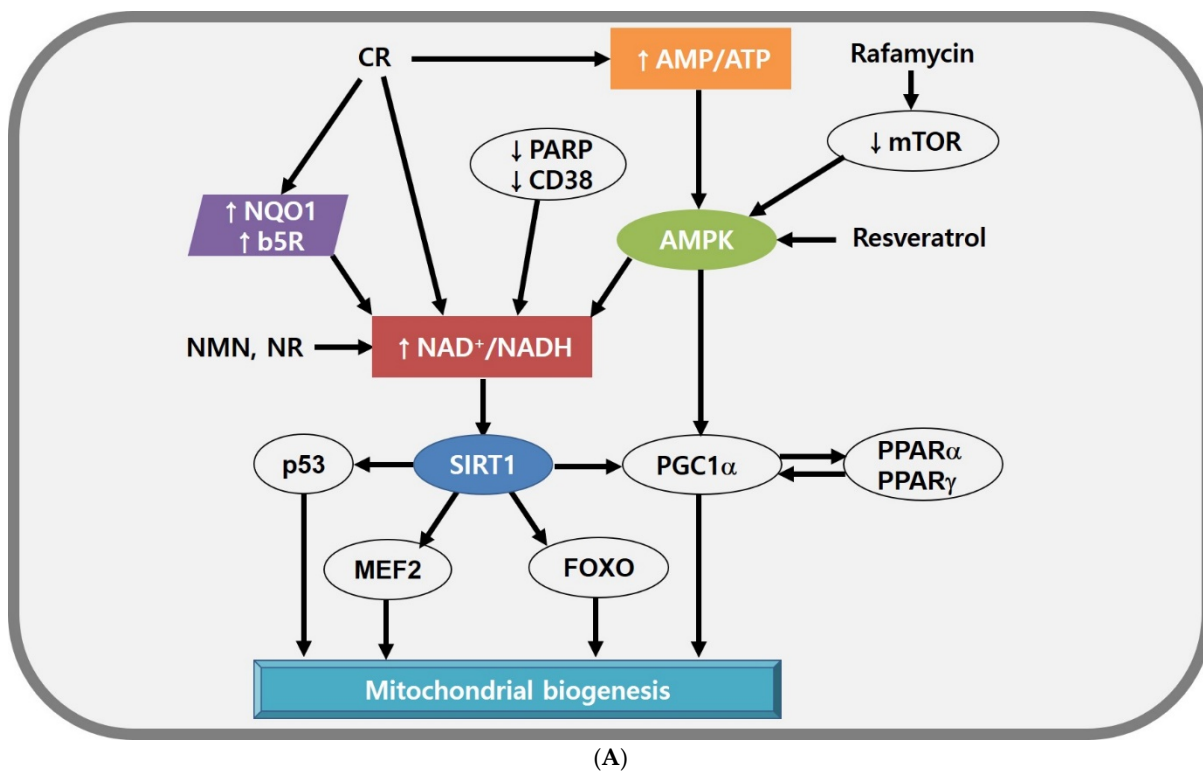 CR
↑ AMP/ATP
Rafamycin
↓ PARP
↓ CD38
↓ mTOR
↑ NQO1
↑ b5R
AMPK
Resveratrol
NMN, NR
↑ NAD⁺/NADH
p53
SIRT1
PGC1α
PPARα
PPARγ
MEF2
FOXO
Mitochondrial biogenesis
(A)